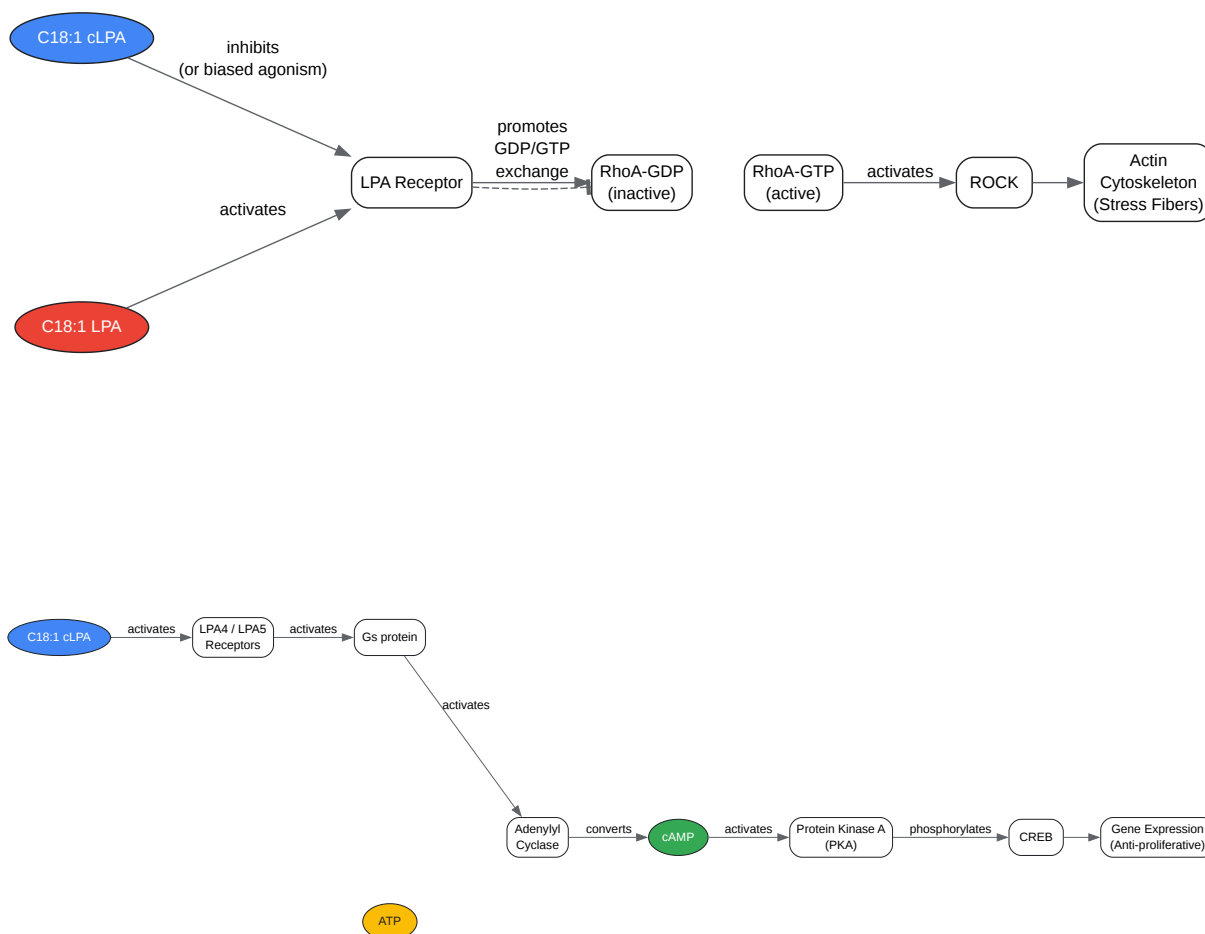 C18:1 cLPA
inhibits
(or biased agonism)
promotes
GDP/GTP
exchange
LPA Receptor
RhoA-GDP
(inactive)
RhoA-GTP
(active)
activates
ROCK
Actin
Cytoskeleton
(Stress Fibers)
activates
C18:1 LPA
C18:1 cLPA
activates
LPA4 / LPA5
Receptors
activates
Gs protein
activates
Adenylyl
Cyclase
converts
cAMP
activates
Protein Kinase A
(PKA)
phosphorylates
CREB
Gene Expression
(Anti-proliferative)
ATP